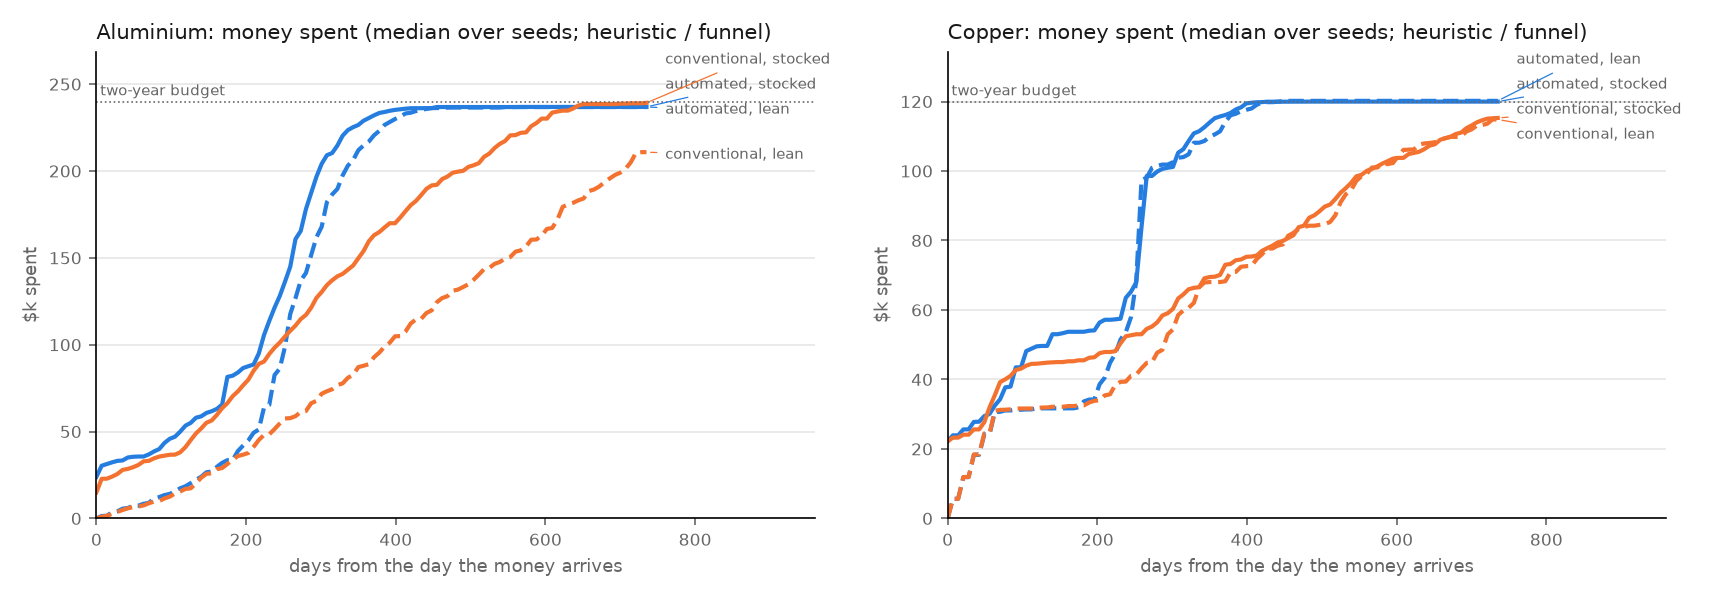 Aluminium: money spent (median over seeds; heuristic / funnel)
conventional, stocked
automated, stocked
automated, lean
conventional, lean
two-year budget
250
200
150
100
50
0
$k spent
0
200
400
600
800
days from the day the money arrives
Copper: money spent (median over seeds; heuristic / funnel)
automated, lean
automated, stocked
conventional, stocked
conventional, lean
two-year budget
120
100
80
60
40
20
0
$k spent
0
200
400
600
800
days from the day the money arrives